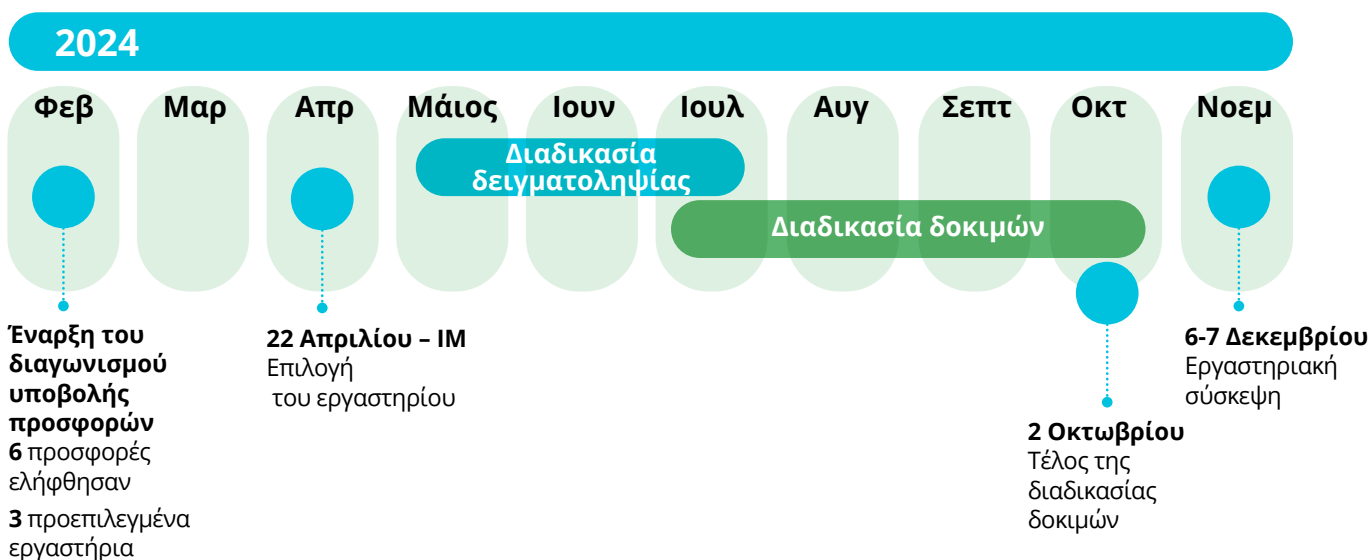 2024
Φεβ
Μαρ
Απρ
Μάιος
Ιουν
Ιουλ
Αυγ
Σεπτ
Οκτ
Νοεμ
Διαδικασία
δειγματοληψίας
Διαδικασία δοκιμών
Έναρξη του
διαγωνισμού
υποβολής
προσφορών
6 προσφορές
ελήφθησαν
3 προεπιλεγμένα
εργαστήρια
22 Απριλίου – IM
Επιλογή
του εργαστηρίου
2 Οκτωβρίου
Τέλος της
διαδικασίας
δοκιμών
6-7 Δεκεμβρίου
Εργαστηριακή
σύσκεψη